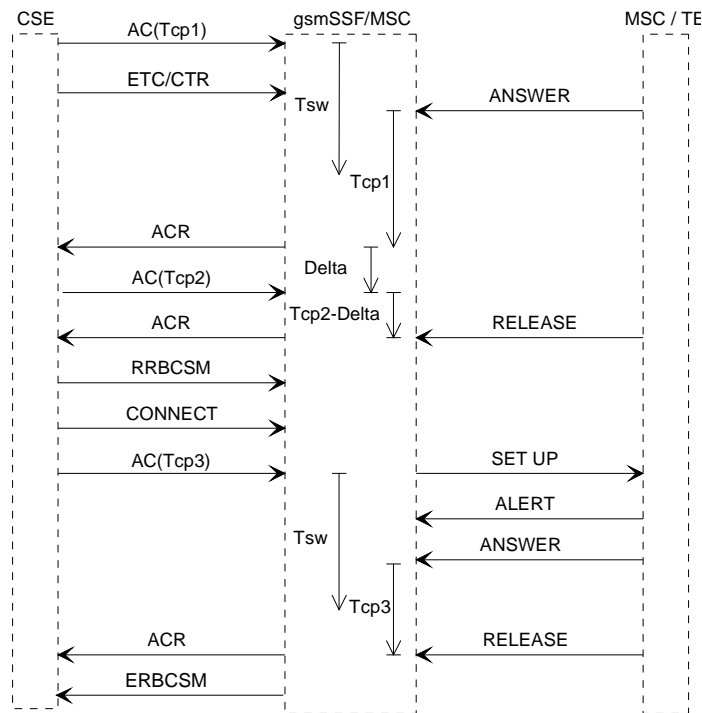 CSE gsmSSF/MSC MSC / TE
AC(Tcp1)
ETC/CTR
Tsw
ANSWER
Tcp1
ACR
Delta
AC(Tcp2)
Tcp2-Delta
ACR
RELEASE
RRBCSM
CONNECT
AC(Tcp3)
SET UP
ALERT
Tsw
ANSWER
Tcp3
ACR
RELEASE
ERBCSM